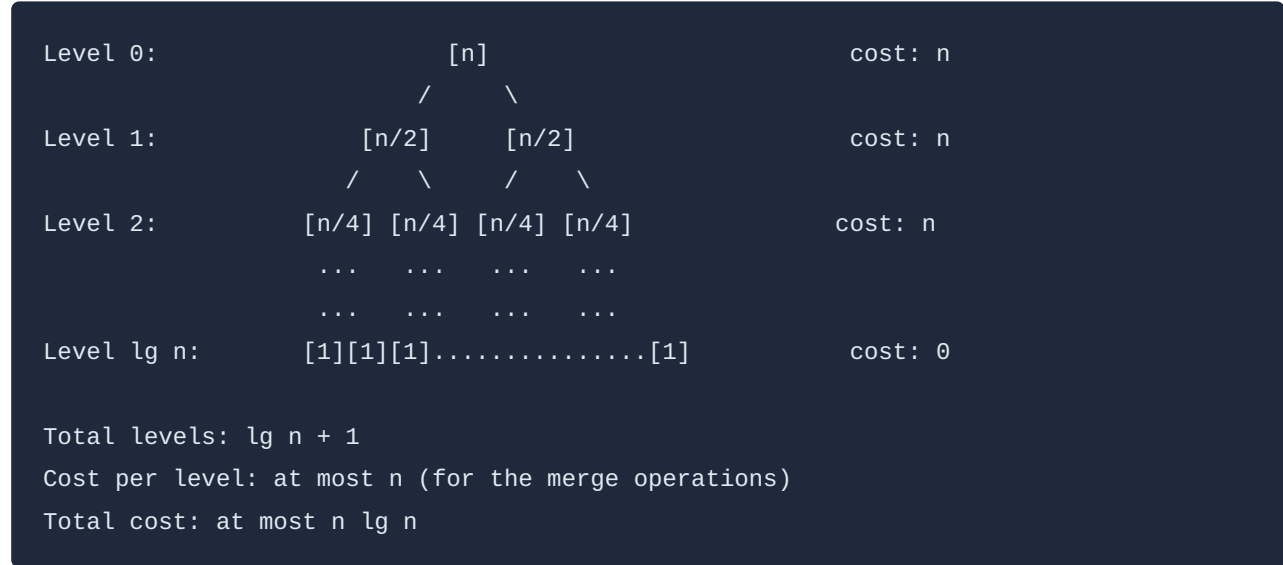 Level 0:                    [n]                         cost: n
                          /     \
Level 1:              [n/2]     [n/2]                   cost: n
                     /    \     /    \
Level 2:          [n/4] [n/4] [n/4] [n/4]              cost: n
                   ...   ...   ...   ...
                   ...   ...   ...   ...
Level lg n:       [1][1][1]...............[1]           cost: 0

Total levels: lg n + 1
Cost per level: at most n (for the merge operations)
Total cost: at most n lg n